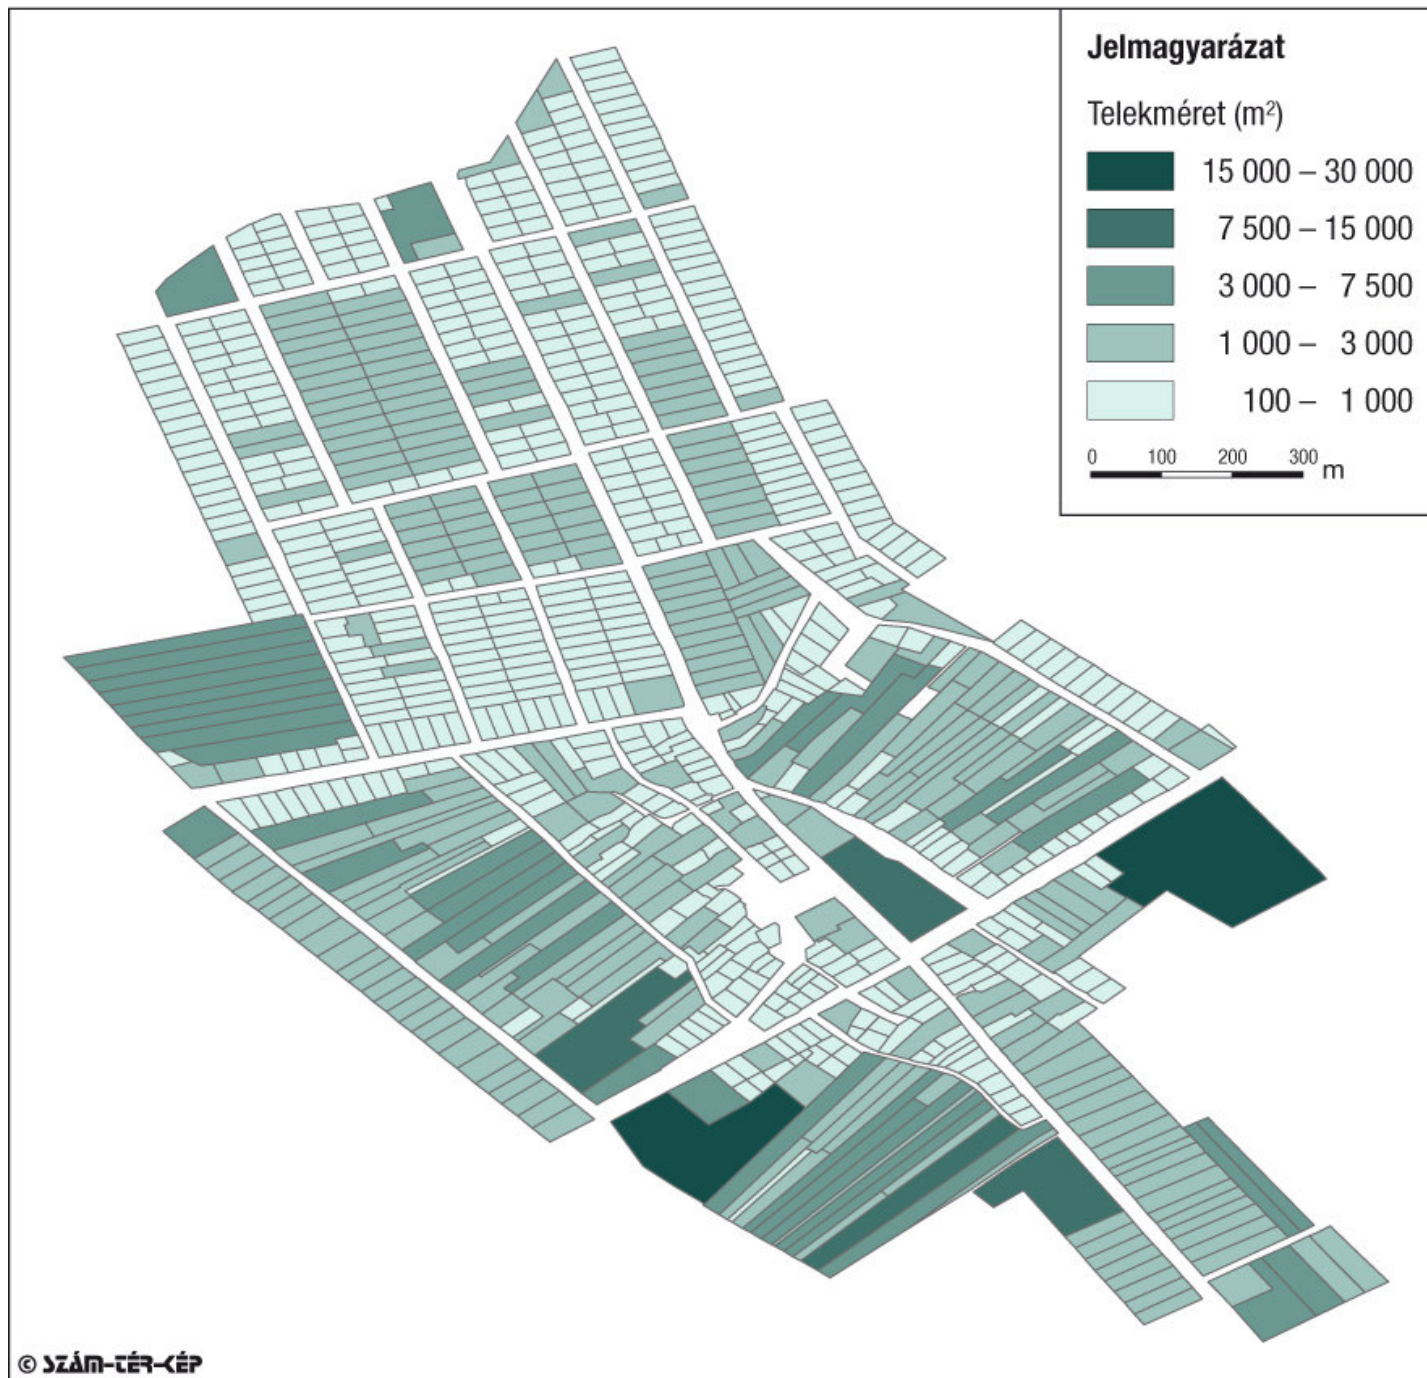 Jelmagyarázat
Telekméret (m²)
15 000 – 30 000
7 500 – 15 000
3 000 – 7 500
1 000 – 3 000
100 – 1 000
0 100 200 300 m
© SZÁM-TÉR-KÉP